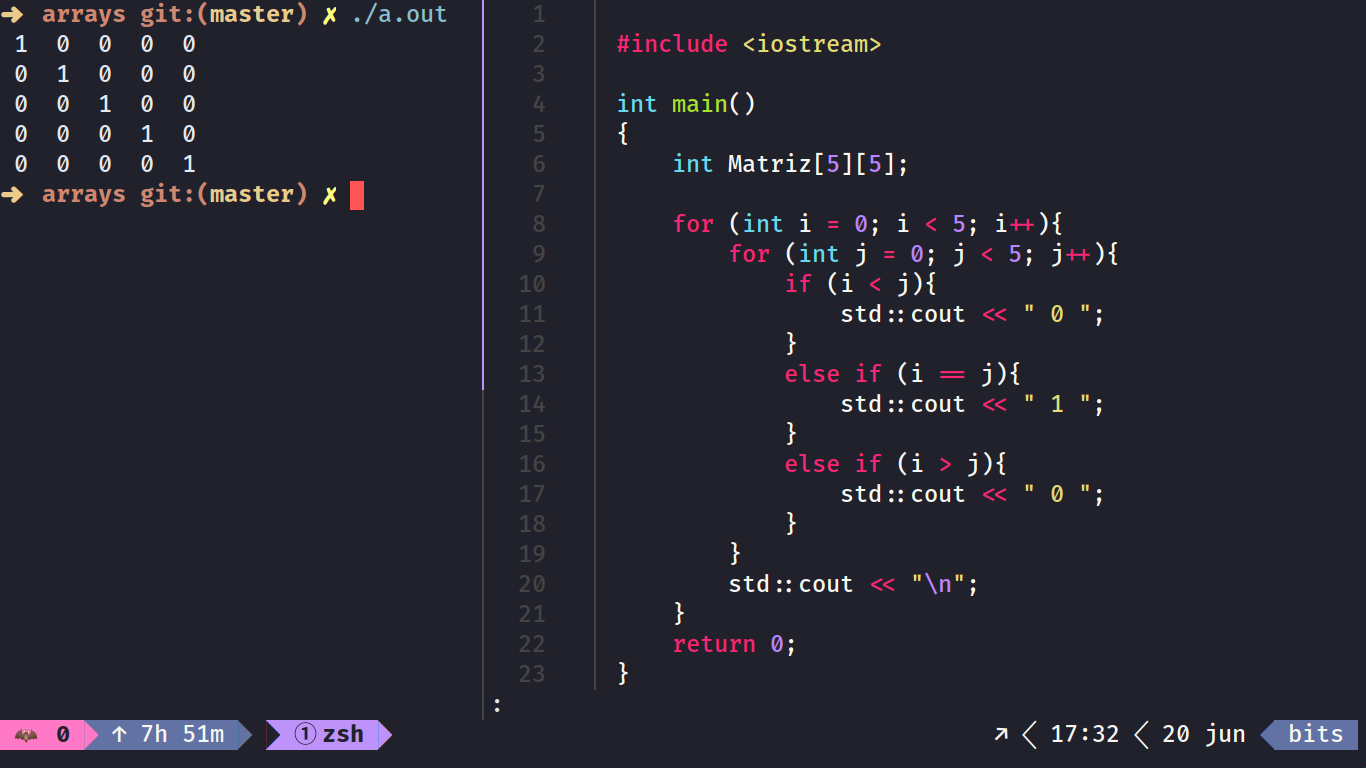 ➜ arrays git:(master) ✗ ./a.out
1 0 0 0 0
0 1 0 0 0
0 0 1 0 0
0 0 0 1 0
0 0 0 0 1
➜ arrays git:(master) ✗
1
2 #include <iostream>
3
4 int main()
5 {
6     int Matriz[5][5];
7
8     for (int i = 0; i < 5; i++){
9         for (int j = 0; j < 5; j++){
10             if (i < j){
11                 std::cout << " 0 ";
12             }
13             else if (i == j){
14                 std::cout << " 1 ";
15             }
16             else if (i > j){
17                 std::cout << " 0 ";
18             }
19         }
20         std::cout << "\n";
21     }
22     return 0;
23 }
:
0 ↑ 7h 51m ① zsh ↗ 17:32 20 jun bits